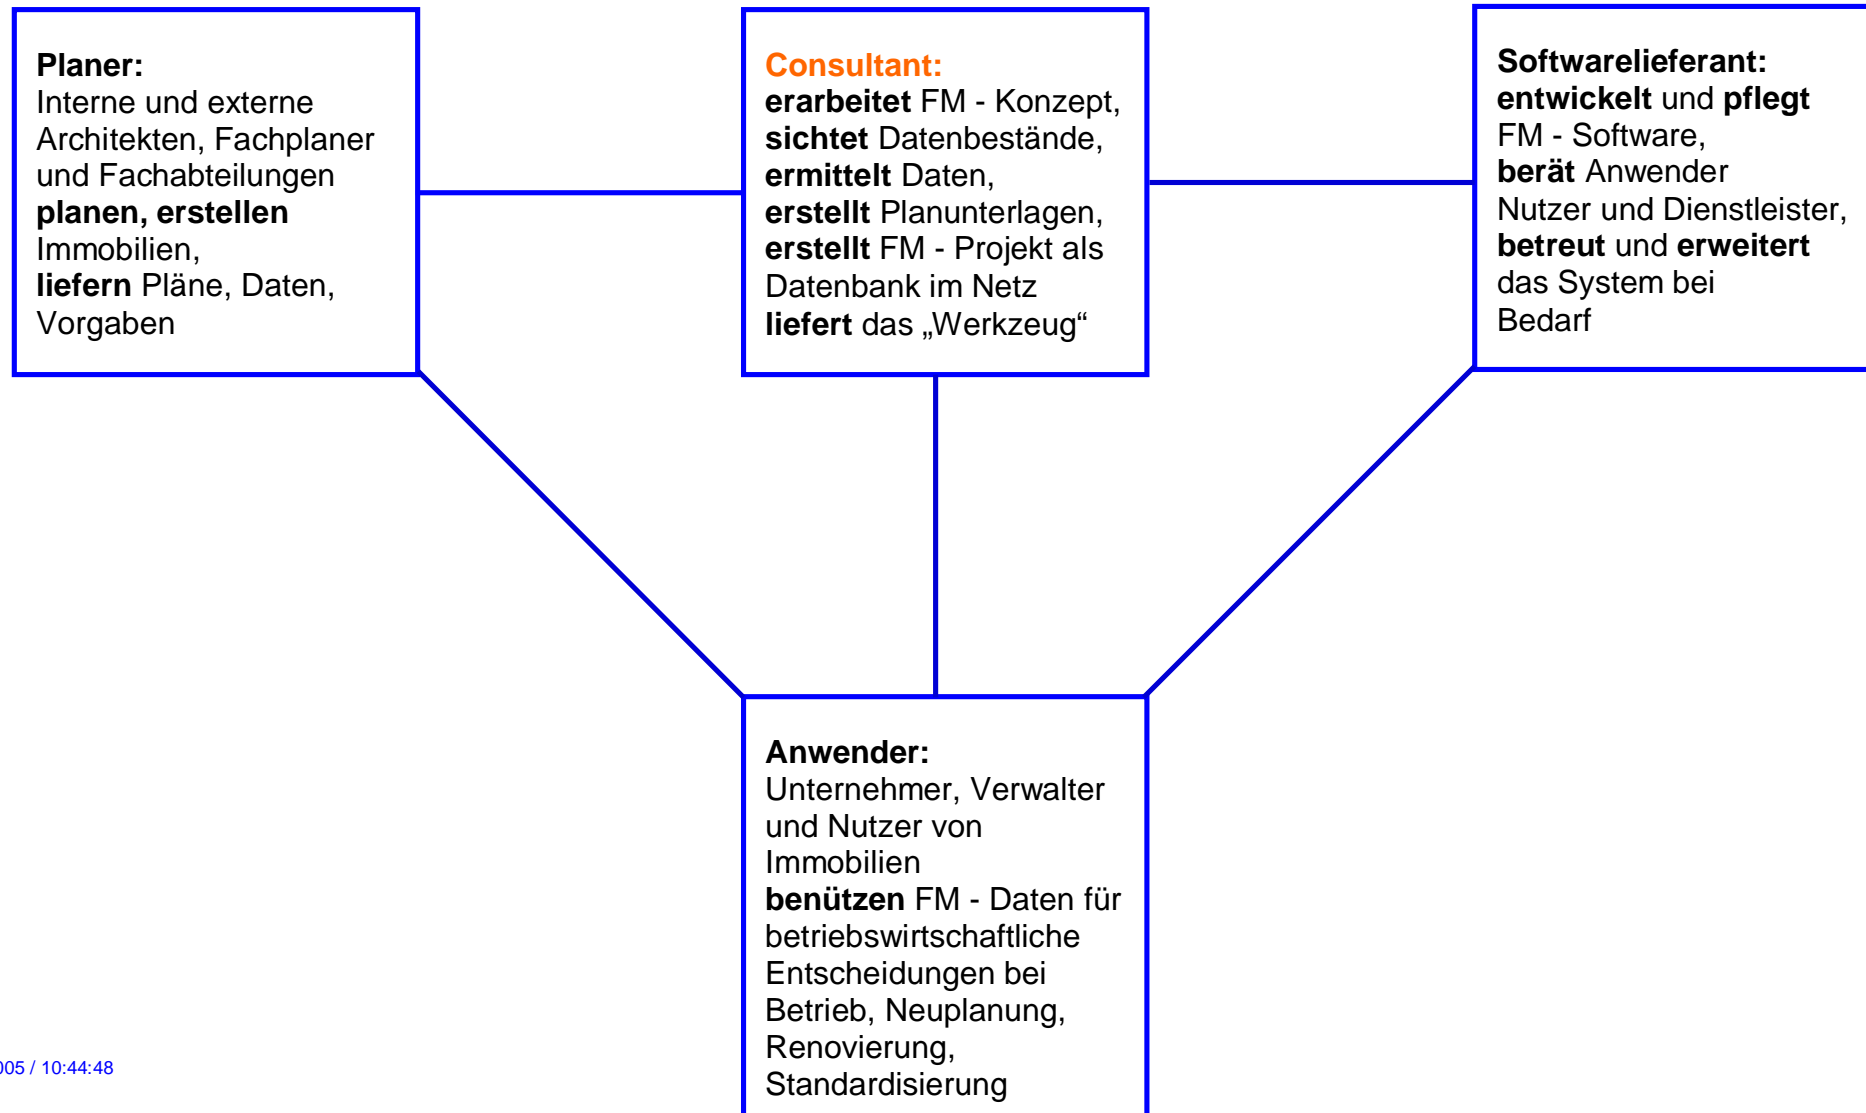 Planer:
Interne und externe
Architekten, Fachplaner
und Fachabteilungen
planen, erstellen
Immobilien,
liefern Pläne, Daten,
Vorgaben
Consultant:
erarbeitet FM - Konzept,
sichtet Datenbestände,
ermittelt Daten,
erstellt Planunterlagen,
erstellt FM - Projekt als
Datenbank im Netz
liefert das „Werkzeug“
Softwarelieferant:
entwickelt und pflegt
FM - Software,
berät Anwender
Nutzer und Dienstleister,
betreut und erweitert
das System bei
Bedarf
Anwender:
Unternehmer, Verwalter
und Nutzer von
Immobilien
benützen FM - Daten für
betriebswirtschaftliche
Entscheidungen bei
Betrieb, Neuplanung,
Renovierung,
Standardisierung
005 / 10:44:48